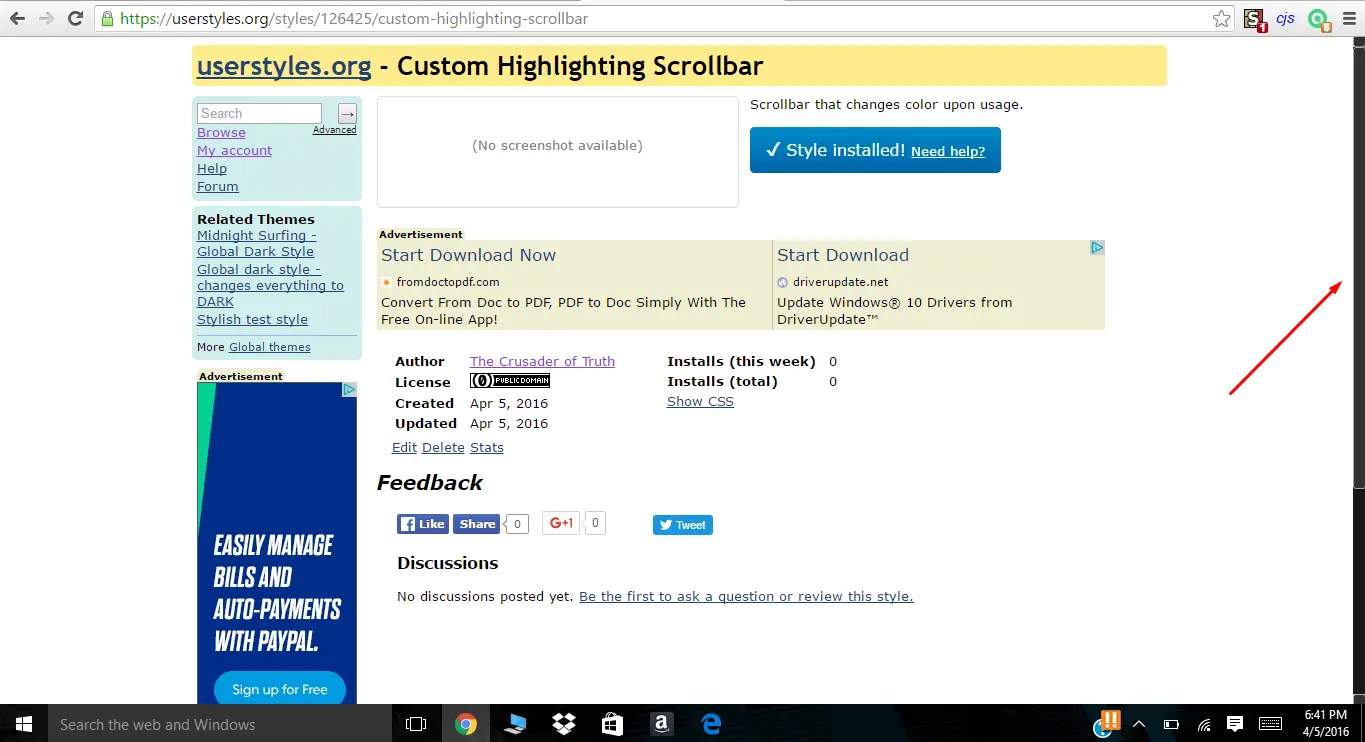 https://userstyles.org/styles/126425/custom-highlighting-scrollbar
S 1 cjs 8
userstyles.org - Custom Highlighting Scrollbar
Search →
Advanced
Browse
My account
Help
Forum
Related Themes
Midnight Surfing -
Global Dark Style
Global dark style -
changes everything to
DARK
Stylish test style
More Global themes
Advertisement
EASILY MANAGE
BILLS AND
AUTO-PAYMENTS
WITH PAYPAL.
Sign up for Free
(No screenshot available)
Scrollbar that changes color upon usage.
✓ Style installed! Need help?
Advertisement
Start Download Now
fromdoctopdf.com
Convert From Doc to PDF, PDF to Doc Simply With The
Free On-line App!
Start Download
driverupdate.net
Update Windows® 10 Drivers from
DriverUpdate™
Author The Crusader of Truth
License PUBLIC DOMAIN
Created Apr 5, 2016
Updated Apr 5, 2016
Installs (this week) 0
Installs (total) 0
Show CSS
Edit Delete Stats
Feedback
Like Share 0 G+1 0 Tweet
Discussions
No discussions posted yet. Be the first to ask a question or review this style.
Search the web and Windows
6:41 PM
4/5/2016